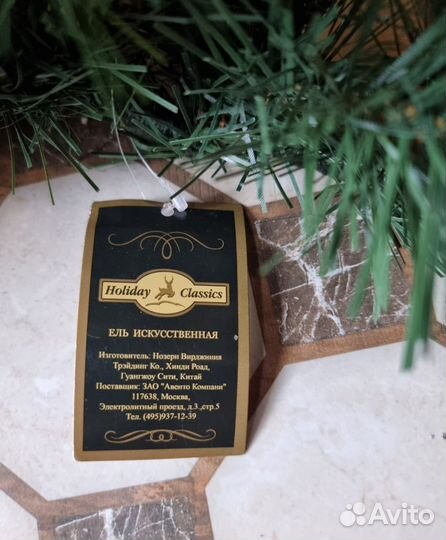 Holiday Classics
ЕЛЬ ИСКУССТВЕННАЯ
Изготовитель: Нозерн Вирджиния
Трэйдинг Ко., Хинди Роад,
Гуангжоу Сити, Китай
Поставщик: ЗАО "Авенто Компани"
117638, Москва,
Электролитный проезд, д.3.,стр.5
Тел. (495)937-12-39
Avito